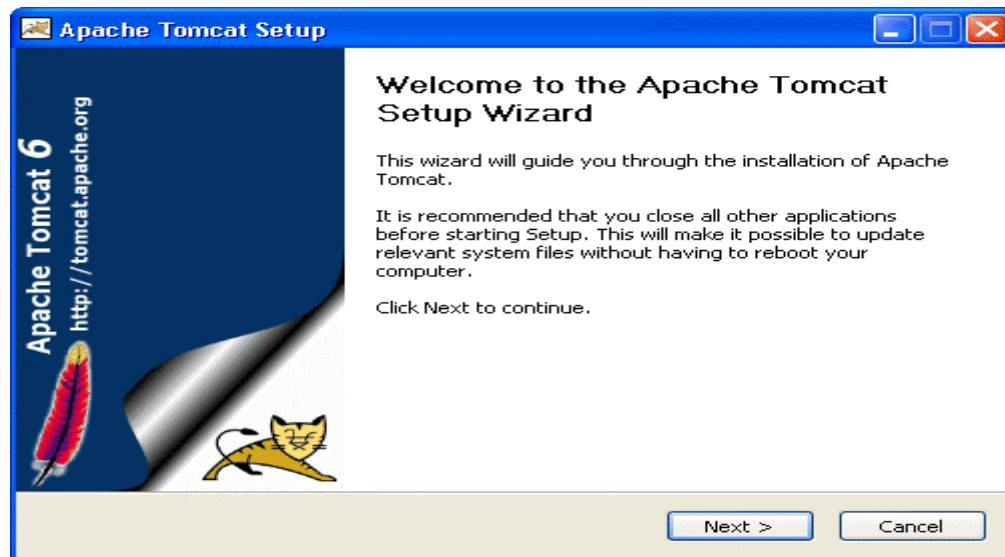 Apache Tomcat Setup
Apache Tomcat 6
http://tomcat.apache.org
Welcome to the Apache Tomcat
Setup Wizard
This wizard will guide you through the installation of Apache
Tomcat.
It is recommended that you close all other applications
before starting Setup. This will make it possible to update
relevant system files without having to reboot your
computer.
Click Next to continue.
Next >
Cancel